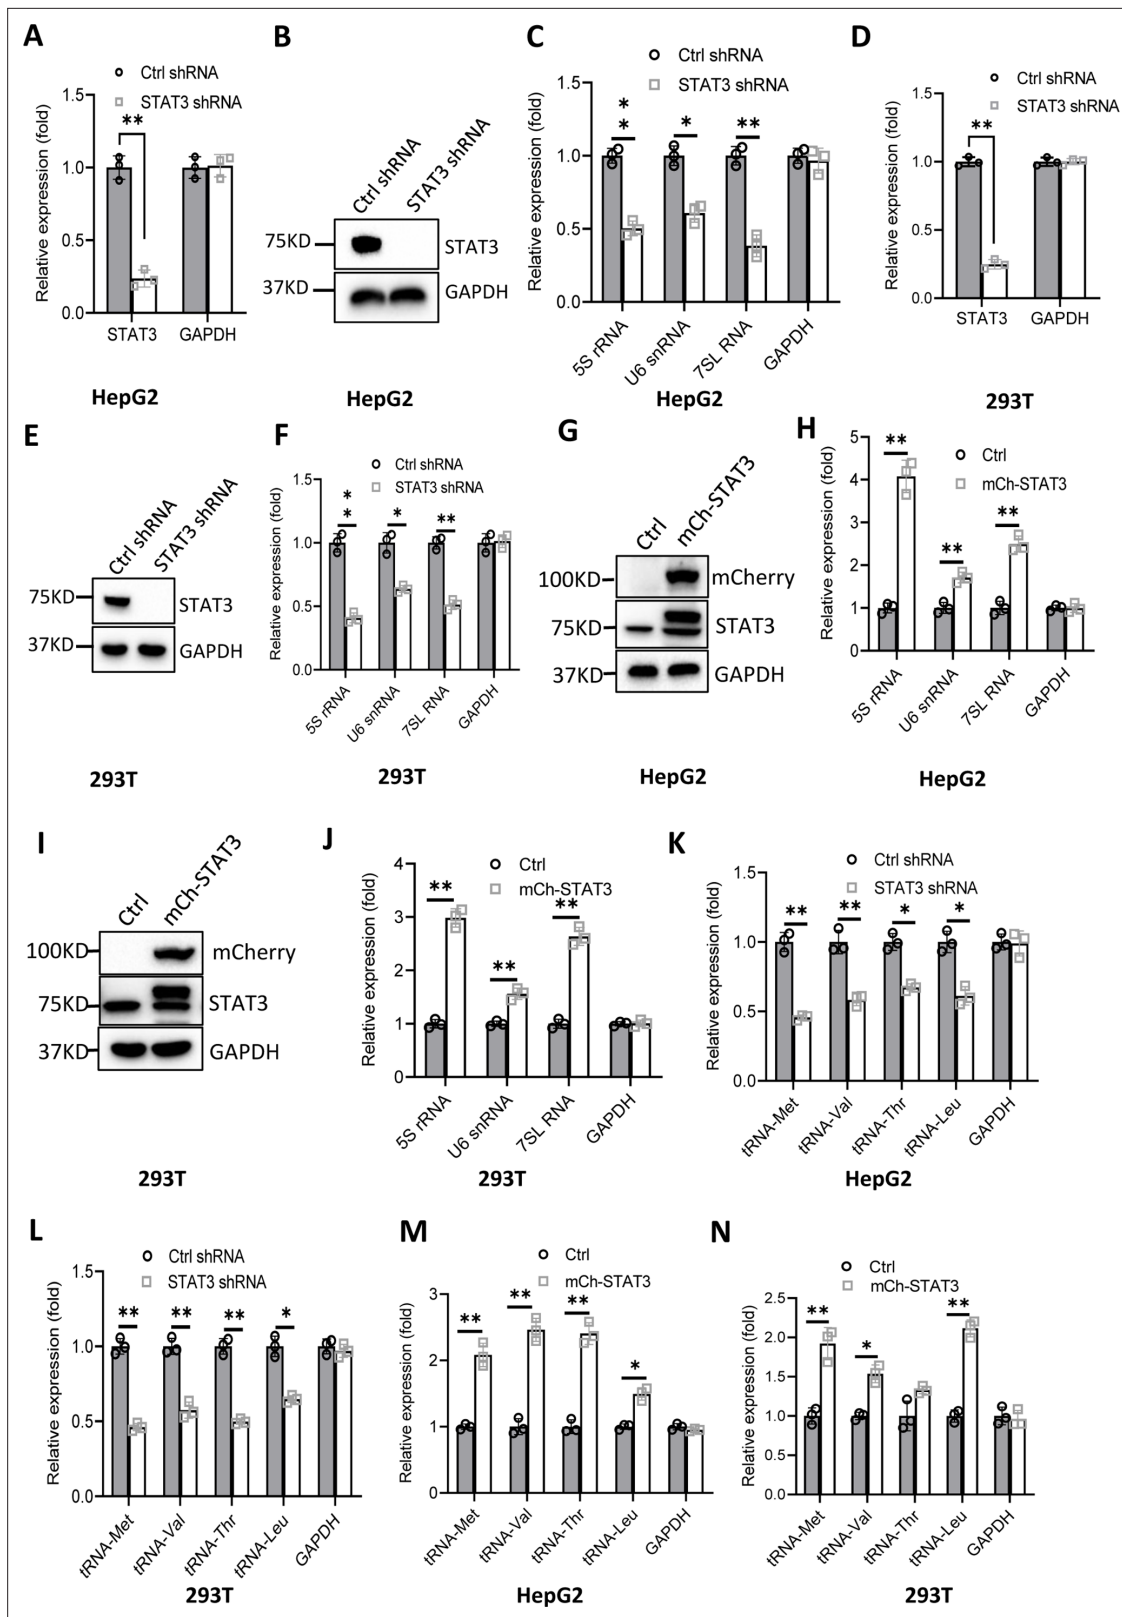 A
Ctrl shRNA
STAT3 shRNA
Relative expression (fold)
1.5
1.0
0.5
0.0
**
STAT3
GAPDH
HepG2
B
Ctrl shRNA
STAT3 shRNA
75KD
STAT3
37KD
GAPDH
HepG2
C
Ctrl shRNA
STAT3 shRNA
Relative expression (fold)
1.5
1.0
0.5
0.0
*
*
*
**
5S rRNA
U6 snRNA
7SL RNA
GAPDH
HepG2
D
Ctrl shRNA
STAT3 shRNA
Relative expression (fold)
1.5
1.0
0.5
0.0
**
STAT3
GAPDH
293T
E
Ctrl shRNA
STAT3 shRNA
75KD
STAT3
37KD
GAPDH
293T
F
Ctrl shRNA
STAT3 shRNA
Relative expression (fold)
1.5
1.0
0.5
0.0
*
*
*
**
5S rRNA
U6 snRNA
7SL RNA
GAPDH
293T
G
Ctrl
mCh-STAT3
100KD
mCherry
75KD
STAT3
37KD
GAPDH
HepG2
H
Ctrl
mCh-STAT3
Relative expression (fold)
5
4
2
1
0
**
**
**
5S rRNA
U6 snRNA
7SL RNA
GAPDH
HepG2
I
Ctrl
mCh-STAT3
100KD
mCherry
75KD
STAT3
37KD
GAPDH
293T
J
Ctrl
mCh-STAT3
Relative expression (fold)
4
3
2
1
0
**
**
**
5S rRNA
U6 snRNA
7SL RNA
GAPDH
293T
K
Ctrl shRNA
STAT3 shRNA
Relative expression (fold)
1.5
1.0
0.5
0.0
**
**
*
*
tRNA-Met
tRNA-Val
tRNA-Thr
tRNA-Leu
GAPDH
HepG2
L
Ctrl shRNA
STAT3 shRNA
Relative expression (fold)
1.5
1.0
0.5
0.0
**
**
**
*
tRNA-Met
tRNA-Val
tRNA-Thr
tRNA-Leu
GAPDH
293T
M
Ctrl
mCh-STAT3
Relative expression (fold)
3
2
1
0
**
**
**
*
tRNA-Met
tRNA-Val
tRNA-Thr
tRNA-Leu
GAPDH
HepG2
N
Ctrl
mCh-STAT3
Relative expression (fold)
2.5
2.0
1.5
1.0
0.5
0.0
**
*
**
tRNA-Met
tRNA-Val
tRNA-Thr
tRNA-Leu
GAPDH
293T